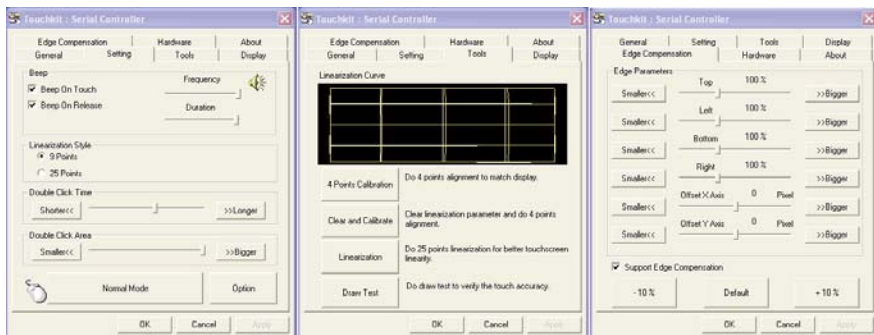 Touchkit : Serial Controller
Edge Compensation Hardware About
General Setting Tools Display
Beep
Beep On Touch
Beep On Release
Frequency
Duration
Linearization Style
9 Points
25 Points
Double Click Time
Shorter<< >>Longer
Double Click Area
Smaller<< >>Bigger
Normal Mode Option
OK Cancel Apply
Touchkit : Serial Controller
Edge Compensation Hardware About
General Setting Tools Display
Linearization Curve
4 Points Calibration Do 4 points alignment to match display.
Clear and Calibrate Clear linearization parameter and do 4 points
alignment.
Linearization Do 25 points linearization for better touchscreen
linearity.
Draw Test Do draw test to verify the touch accuracy.
OK Cancel Apply
Touchkit : Serial Controller
General Setting Tools Display
Edge Compensation Hardware About
Edge Parameters
Top 100 %
Smaller<< >>Bigger
Left 100 %
Smaller<< >>Bigger
Bottom 100 %
Smaller<< >>Bigger
Right 100 %
Smaller<< >>Bigger
Offset X Axis 0 Pixel
Smaller<< >>Bigger
Offset Y Axis 0 Pixel
Smaller<< >>Bigger
Support Edge Compensation
- 10 % Default + 10 %
OK Cancel Apply